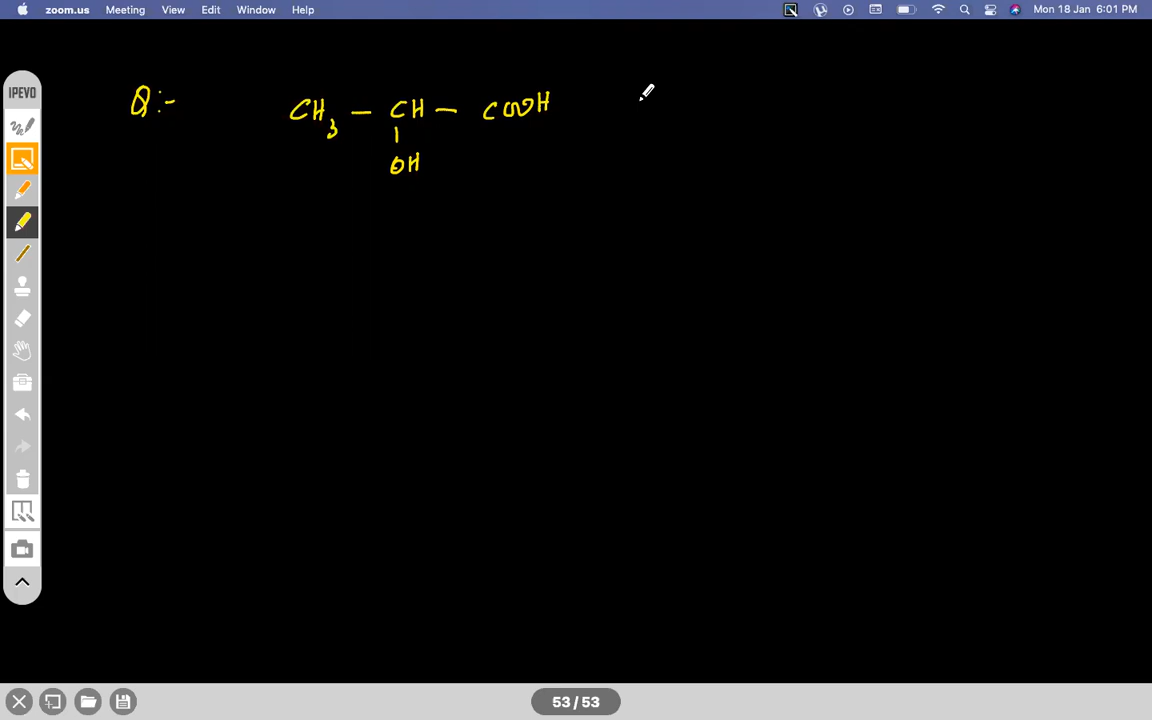 zoom.us Meeting View Edit Window Help Mon 18 Jan 6:01 PM
IPEVO
Q:- CH3 — CH — COOH
OH
53 / 53